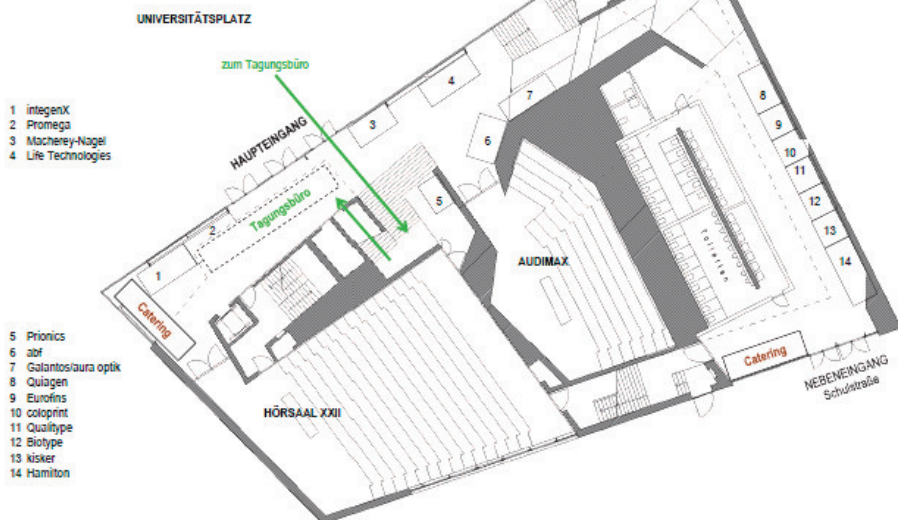 UNIVERSITÄTSPLATZ
zum Tagungsbüro
1 integenX
2 Promega
3 Macherey-Nagel
4 Life Technologies
HAUPTEINGANG
Tagungsbüro
1
2
3
4
5
6
7
8
9
10
11
12
13
14
Toiletten
AUDIMAX
Catering
Catering
NEBENEINGANG
Schulstraße
HÖRSAAL XXII
5 Prionics
6 abf
7 Galantos/aura optik
8 Quiagen
9 Eurofins
10 coloprint
11 Qualitype
12 Biotype
13 kisker
14 Hamilton